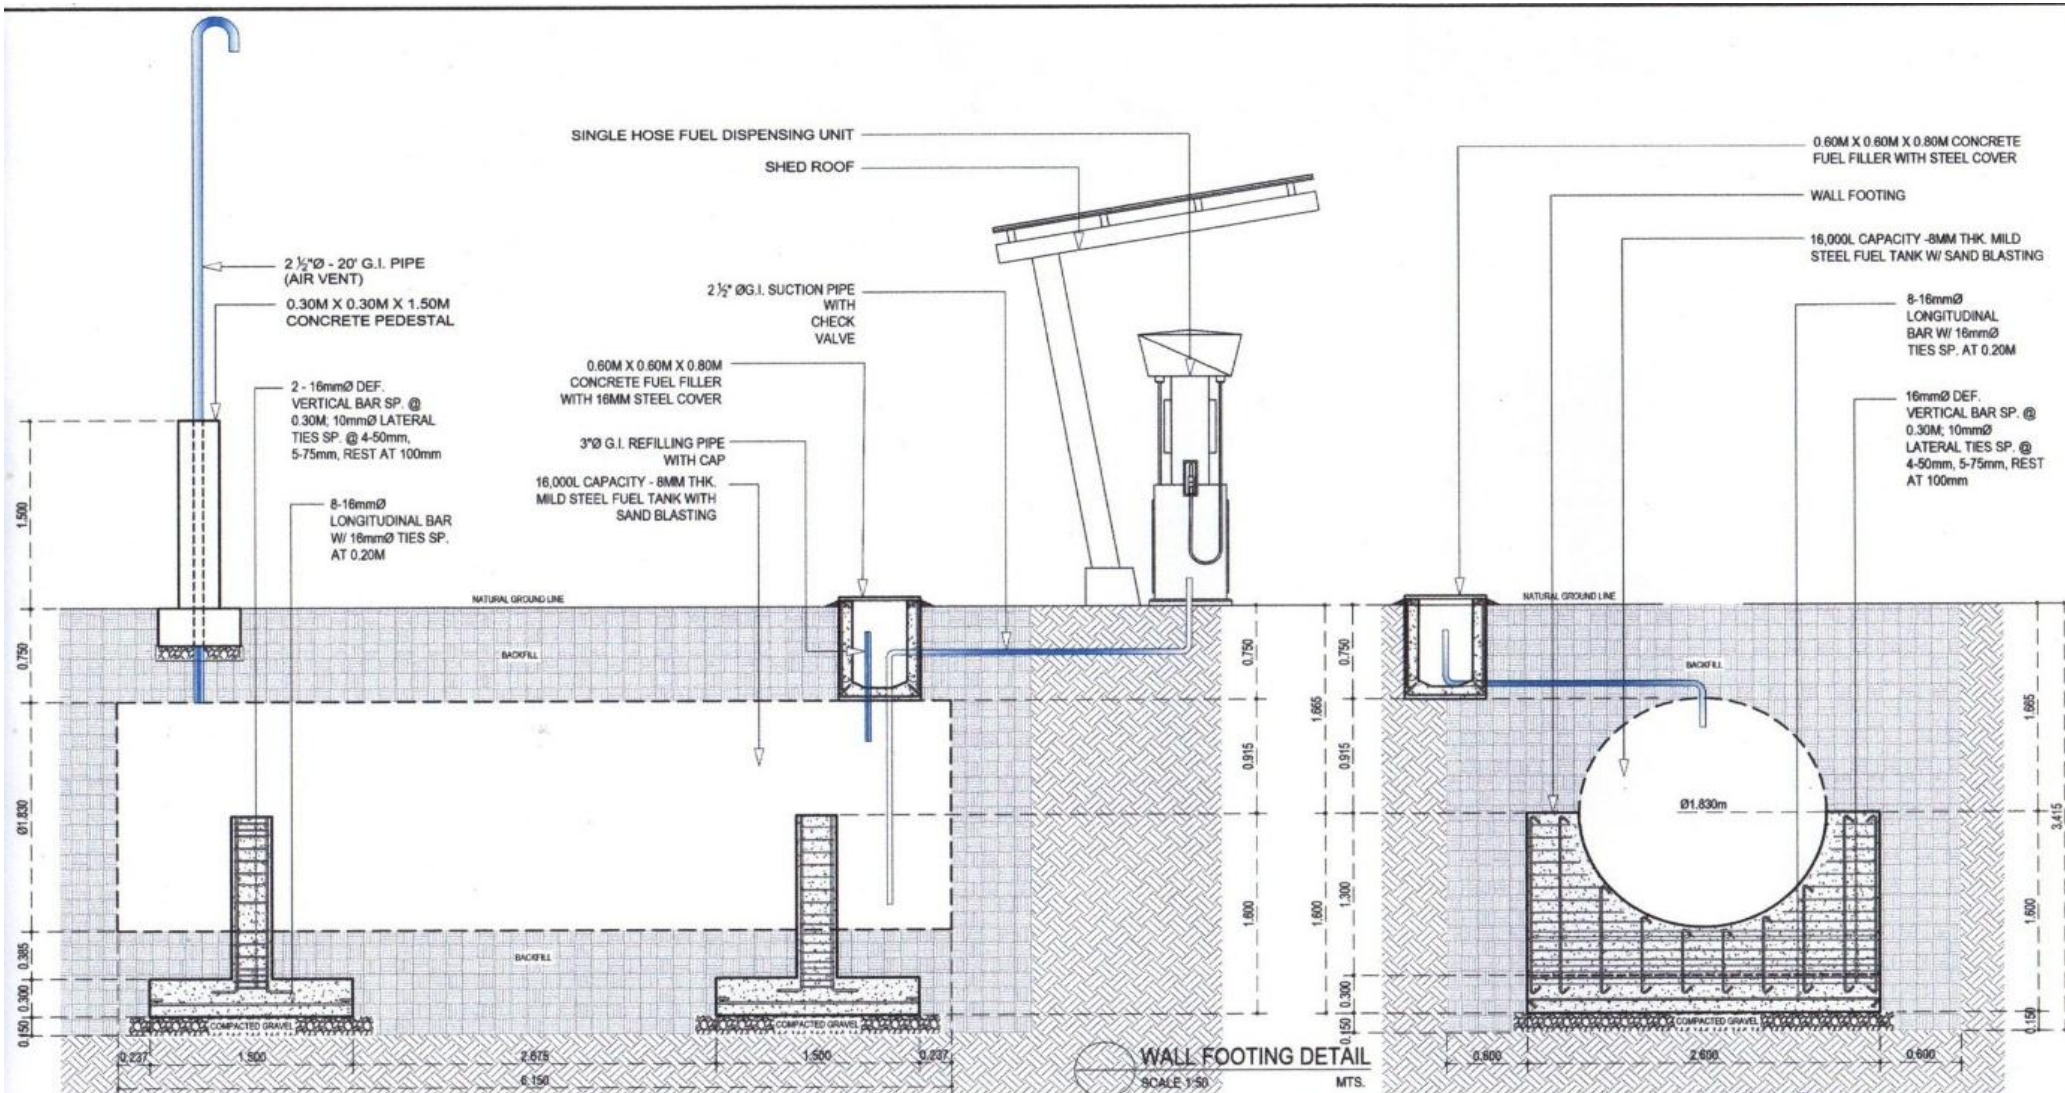 SINGLE HOSE FUEL DISPENSING UNIT
SHED ROOF
2 ½"Ø - 20' G.I. PIPE
(AIR VENT)
0.30M X 0.30M X 1.50M
CONCRETE PEDESTAL
2 - 16mmØ DEF.
VERTICAL BAR SP. @
0.30M; 10mmØ LATERAL
TIES SP. @ 4-50mm,
5-75mm, REST AT 100mm
8-16mmØ
LONGITUDINAL BAR
W/ 16mmØ TIES SP.
AT 0.20M
2 ½" ØG.I. SUCTION PIPE
WITH
CHECK
VALVE
0.60M X 0.60M X 0.80M
CONCRETE FUEL FILLER
WITH 16MM STEEL COVER
3"Ø G.I. REFILLING PIPE
WITH CAP
16,000L CAPACITY - 8MM THK.
MILD STEEL FUEL TANK WITH
SAND BLASTING
0.60M X 0.60M X 0.80M CONCRETE
FUEL FILLER WITH STEEL COVER
WALL FOOTING
16,000L CAPACITY -8MM THK. MILD
STEEL FUEL TANK W/ SAND BLASTING
8-16mmØ
LONGITUDINAL
BAR W/ 16mmØ
TIES SP. AT 0.20M
16mmØ DEF.
VERTICAL BAR SP. @
0.30M; 10mmØ
LATERAL TIES SP. @
4-50mm, 5-75mm, REST
AT 100mm
NATURAL GROUND LINE
NATURAL GROUND LINE
BACKFILL
BACKFILL
BACKFILL
Ø1.830m
COMPACTED GRAVEL
COMPACTED GRAVEL
COMPACTED GRAVEL
1.500
0.750
Ø1.830
0.385
0.300
0.150
0.750
0.915
1.600
1.665
1.600
0.750
0.915
1.300
0.300
0.150
1.665
1.600
0.150
3.415
0.237
1.500
2.675
1.500
0.237
6.150
0.600
2.600
0.600
WALL FOOTING DETAIL
SCALE 1:50
MTS.